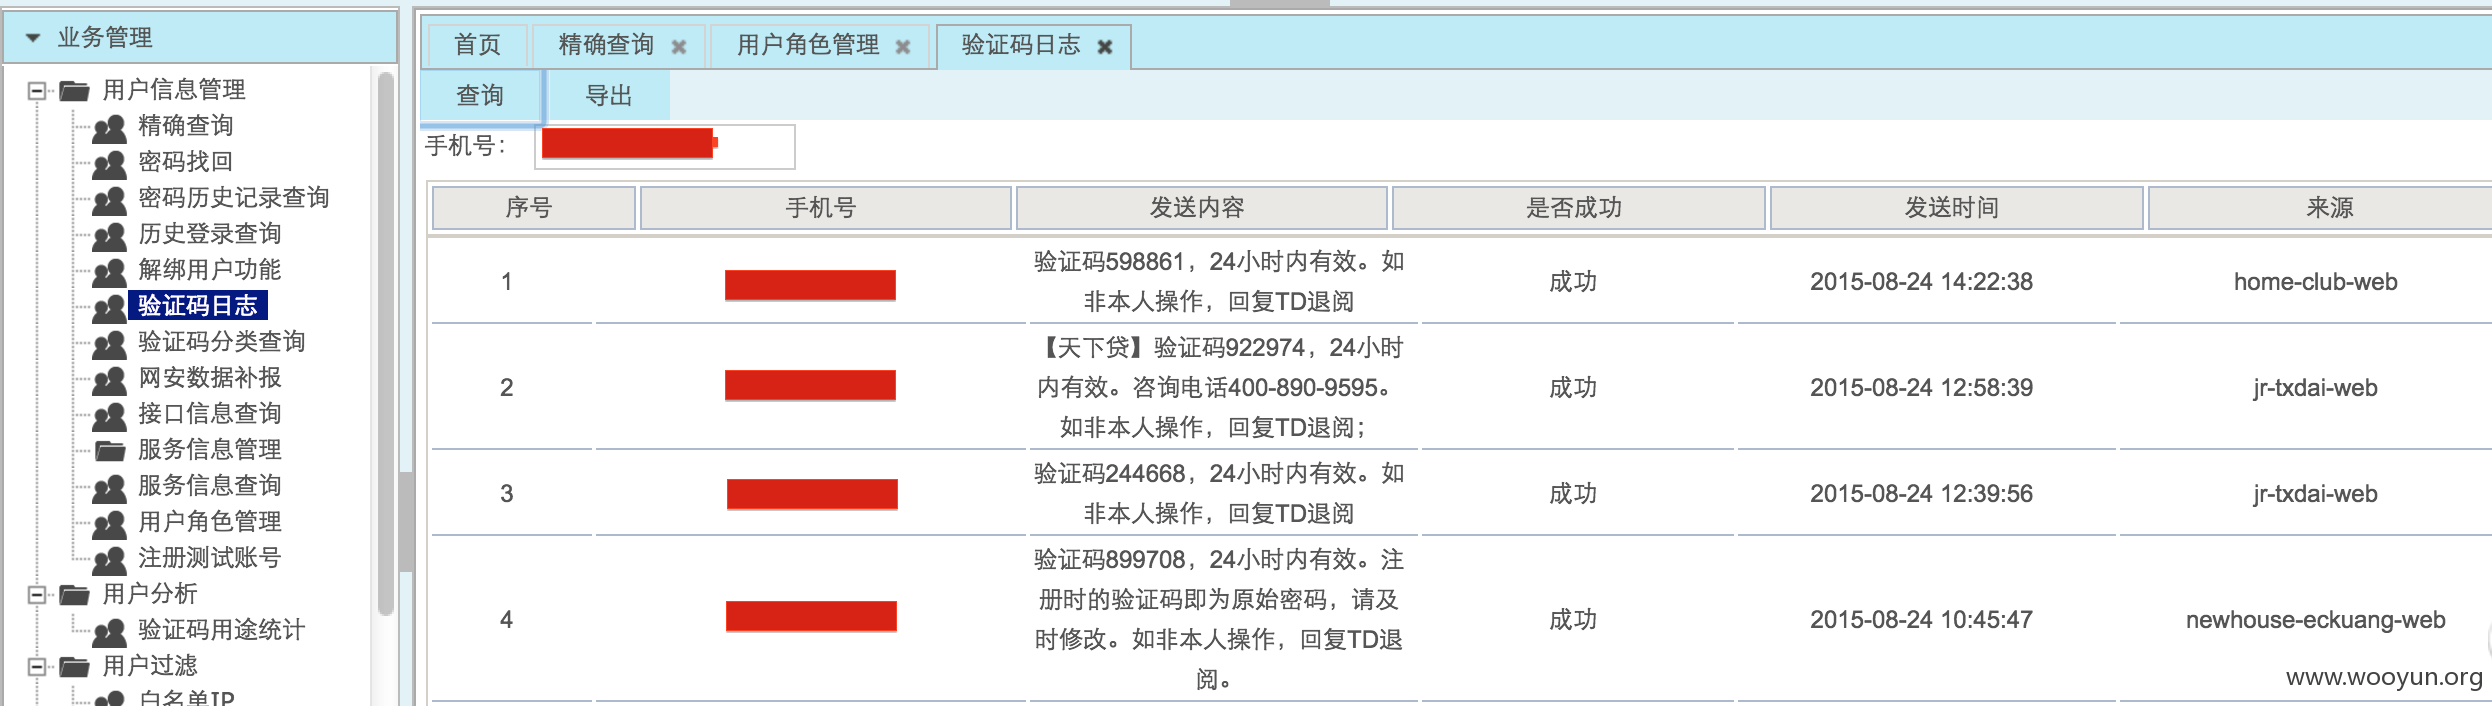 业务管理
用户信息管理
精确查询
密码找回
密码历史记录查询
历史登录查询
解绑用户功能
验证码日志
验证码分类查询
网安数据补报
接口信息查询
服务信息管理
服务信息查询
用户角色管理
注册测试账号
用户分析
验证码用途统计
用户过滤
白名单IP
首页 精确查询 用户角色管理 验证码日志
查询 导出
手机号：
序号 手机号 发送内容 是否成功 发送时间 来源
验证码598861，24小时内有效。如
1 成功 2015-08-24 14:22:38 home-club-web
非本人操作，回复TD退阅
【天下贷】验证码922974，24小时
2 内有效。咨询电话400-890-9595。 成功 2015-08-24 12:58:39 jr-txdai-web
如非本人操作，回复TD退阅；
验证码244668，24小时内有效。如
3 成功 2015-08-24 12:39:56 jr-txdai-web
非本人操作，回复TD退阅
验证码899708，24小时内有效。注
册时的验证码即为原始密码，请及
4 成功 2015-08-24 10:45:47 newhouse-eckuang-web
时修改。如非本人操作，回复TD退
阅。
www.wooyun.org